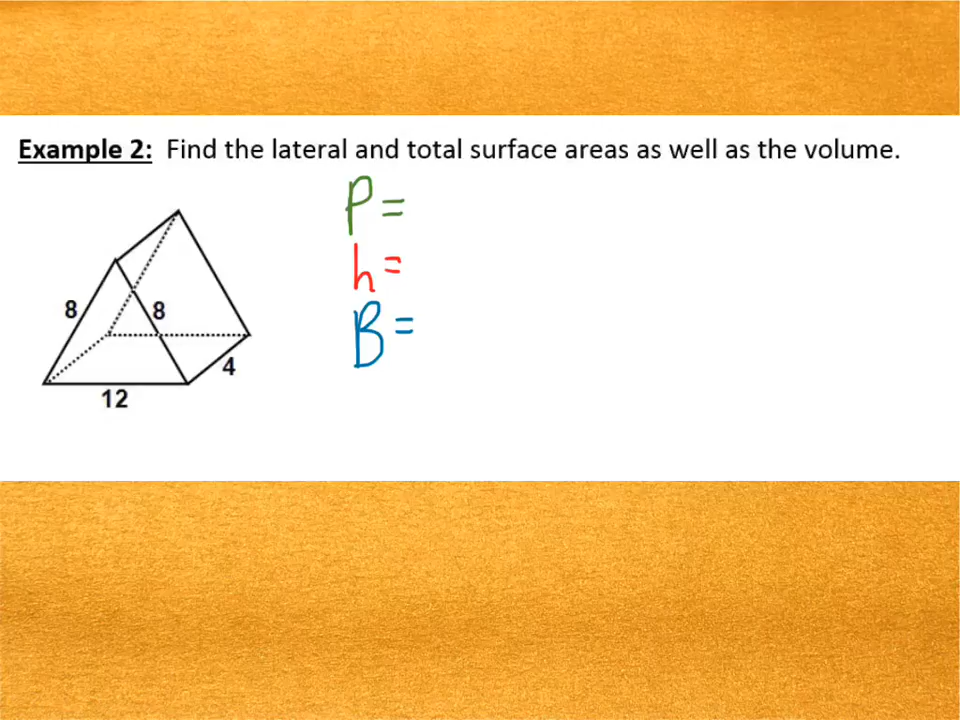 Example 2: Find the lateral and total surface areas as well as the volume.
P =
h =
B =
8
8
4
12